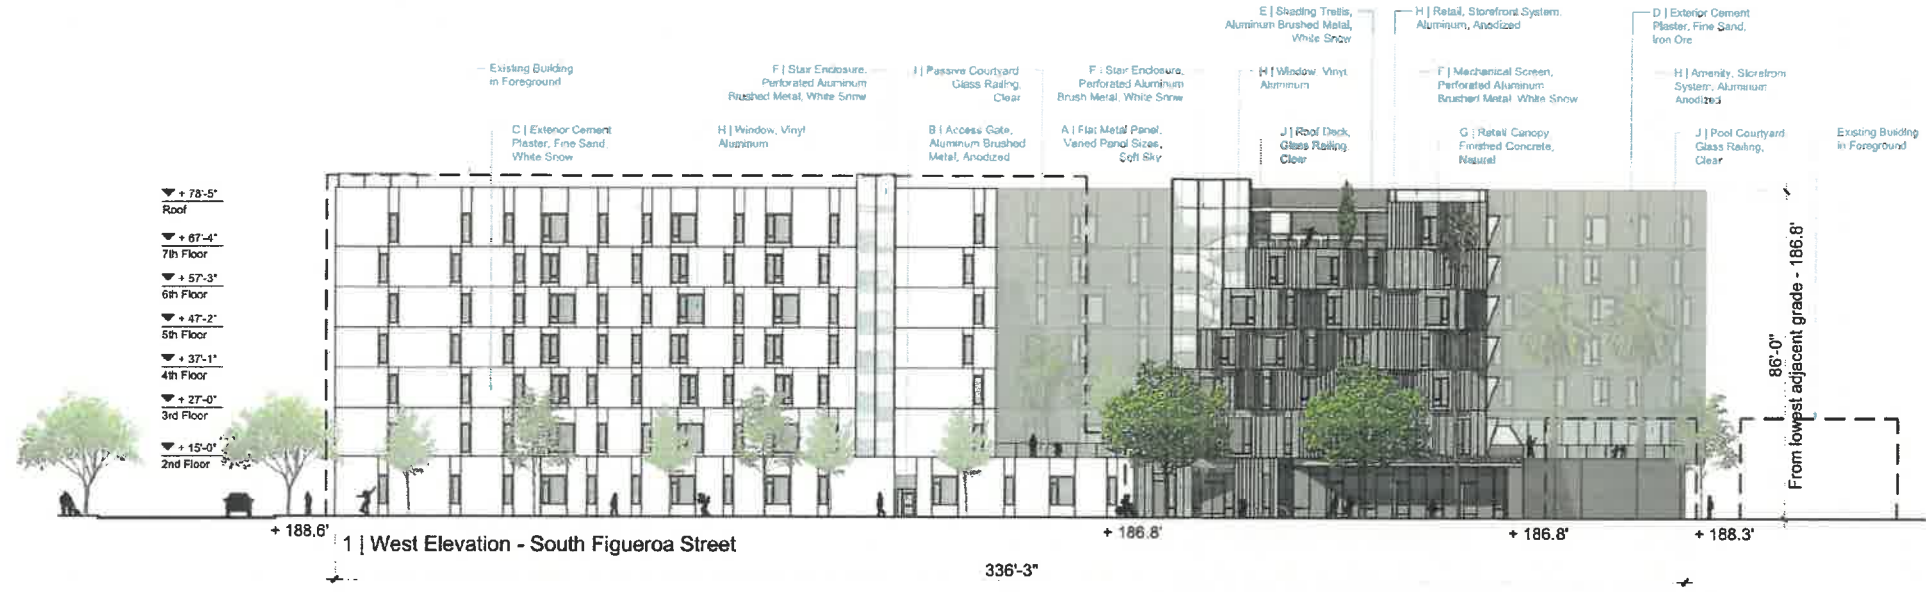 E | Shading Trellis,
Aluminum Brushed Metal,
White Snow
H | Retail, Storefront System.
Aluminum, Anodized
D | Exterior Cement
Plaster, Fine Sand,
Iron Ore
Existing Building
in Foreground
F | Stair Enclosure,
Perforated Aluminum
Brushed Metal, White Snow
I | Passive Courtyard
Glass Railing,
Clear
F | Stair Enclosure,
Perforated Aluminum
Brush Metal, White Snow
H | Window, Vinyl
Aluminum
F | Mechanical Screen,
Perforated Aluminum
Brushed Metal White Snow
H | Amenity, Storefront
System, Aluminum
Anodized
C | Exterior Cement
Plaster, Fine Sand,
White Snow
H | Window, Vinyl
Aluminum
B | Access Gate,
Aluminum Brushed
Metal, Anodized
A | Flat Metal Panel,
Varied Panel Sizes,
Soft Sky
J | Roof Deck,
Glass Railing,
Clear
G | Retail Canopy
Finished Concrete,
Natural
J | Pool Courtyard
Glass Railing,
Clear
Existing Building
in Foreground
+ 78'-5"
Roof
+ 67'-4"
7th Floor
+ 57'-3"
6th Floor
+ 47'-2"
5th Floor
+ 37'-1"
4th Floor
+ 27'-0"
3rd Floor
+ 15'-0"
2nd Floor
86'-0"
From lowest adjacent grade - 186.8'
+ 188.6'
+ 186.8'
+ 186.8'
+ 188.3'
1 | West Elevation - South Figueroa Street
336'-3"